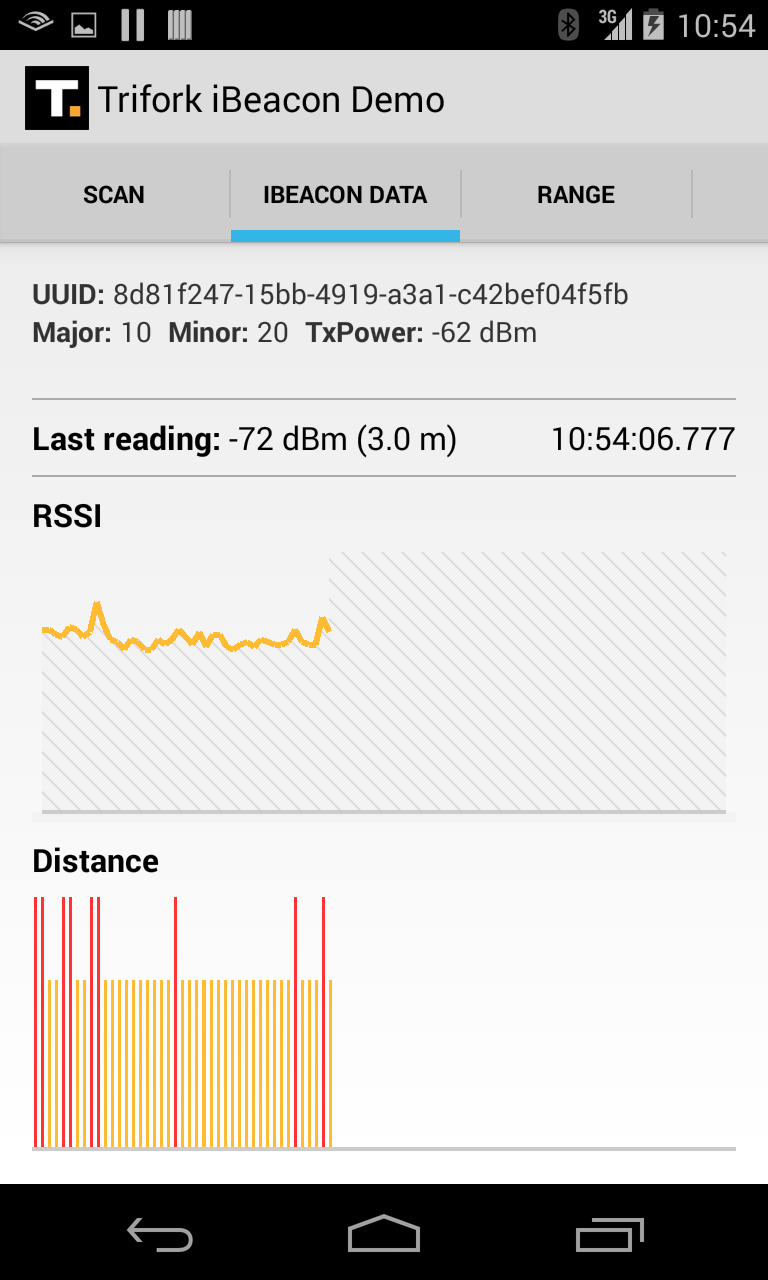 3G 10:54
T. Trifork iBeacon Demo
SCAN IBEACON DATA RANGE
UUID: 8d81f247-15bb-4919-a3a1-c42bef04f5fb
Major: 10 Minor: 20 TxPower: -62 dBm
Last reading: -72 dBm (3.0 m) 10:54:06.777
RSSI
Distance